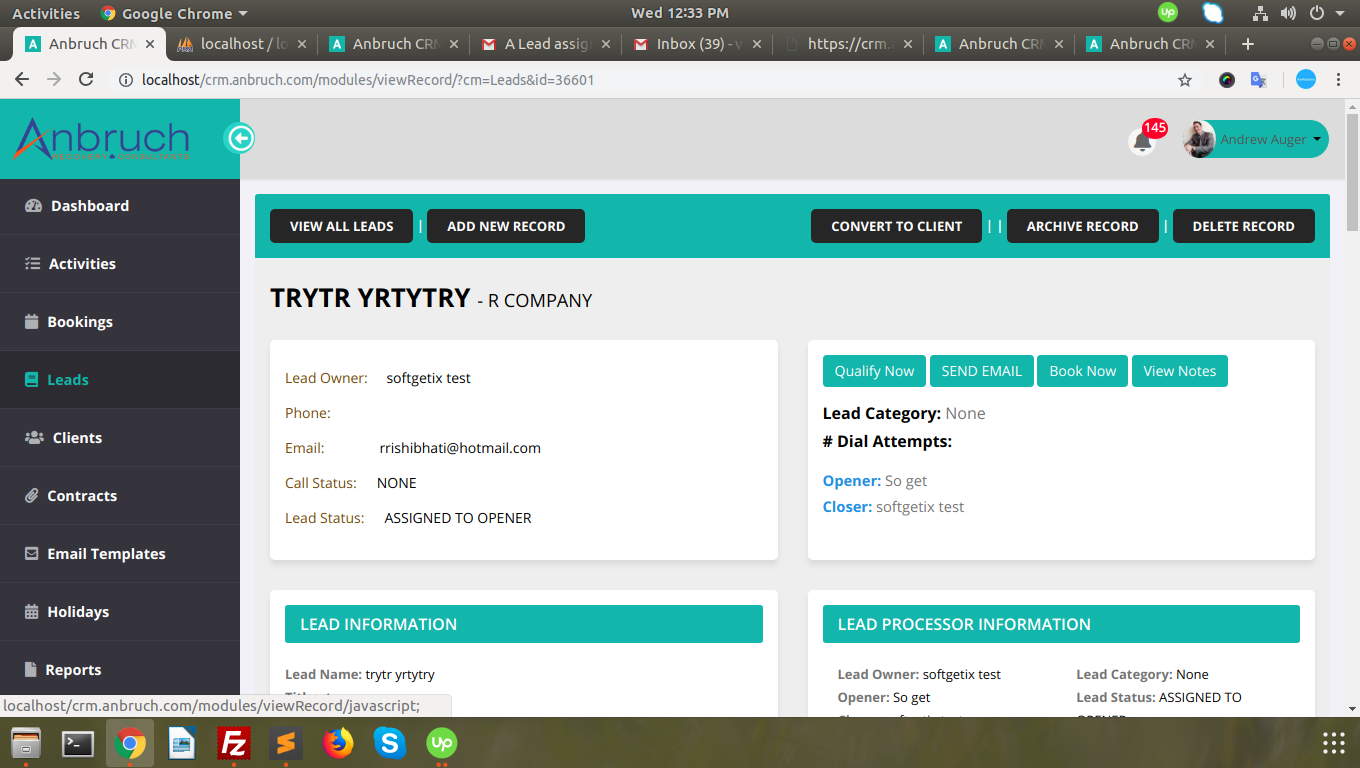 Activities
Google Chrome
Wed 12:33 PM
Up
Anbruch CRM
localhost / lo
Anbruch CRM
A Lead assig
Inbox (39) - v
https://crm.
Anbruch CRM
Anbruch CRM
localhost/crm.anbruch.com/modules/viewRecord/?cm=Leads&id=36601
Anbruch
145
Andrew Auger
Dashboard
Activities
Bookings
Leads
Clients
Contracts
Email Templates
Holidays
Reports
VIEW ALL LEADS | ADD NEW RECORD
CONVERT TO CLIENT | | ARCHIVE RECORD | DELETE RECORD
TRYTR YRTYTRY - R COMPANY
Lead Owner: softgetix test
Phone:
Email: rrishibhati@hotmail.com
Call Status: NONE
Lead Status: ASSIGNED TO OPENER
Qualify Now
SEND EMAIL
Book Now
View Notes
Lead Category: None
# Dial Attempts:
Opener: So get
Closer: softgetix test
LEAD INFORMATION
Lead Name: trytr yrtytry
LEAD PROCESSOR INFORMATION
Lead Owner: softgetix test
Opener: So get
Lead Category: None
Lead Status: ASSIGNED TO
localhost/crm.anbruch.com/modules/viewRecord/javascript;
Up